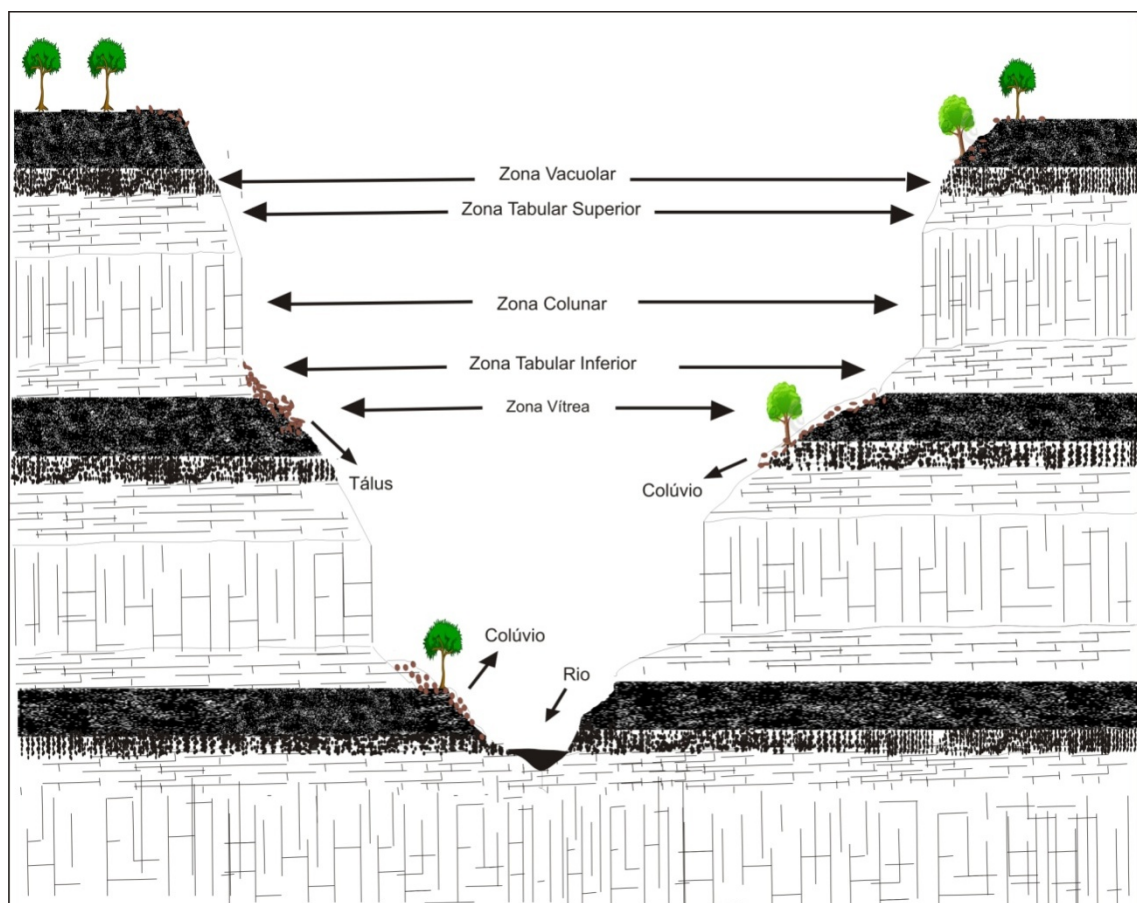 Zona Vacuolar
Zona Tabular Superior
Zona Colunar
Zona Tabular Inferior
Zona Vítrea
Tálus
Colúvio
Colúvio
Rio